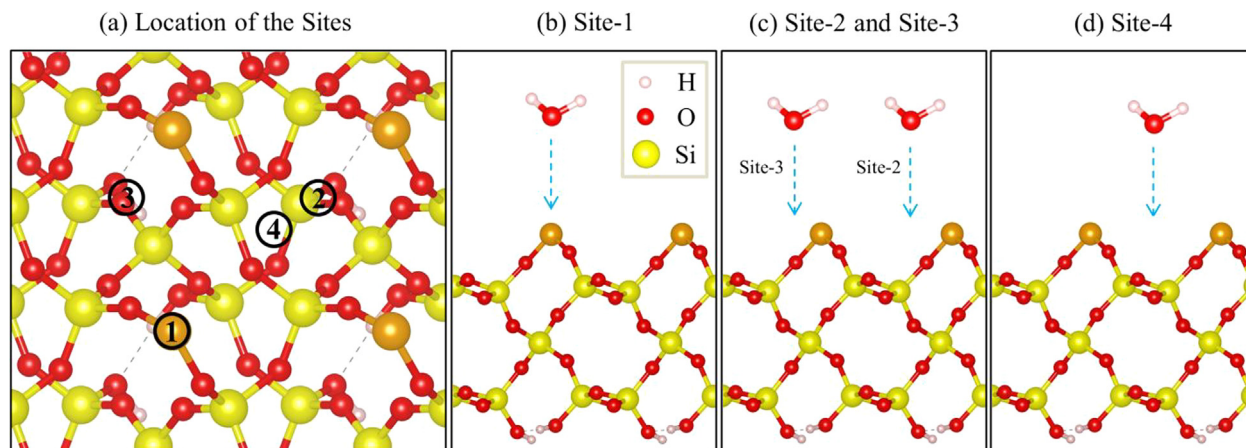 (a) Location of the Sites
(b) Site-1
(c) Site-2 and Site-3
(d) Site-4
3
2
4
1
H
O
Si
Site-3
Site-2